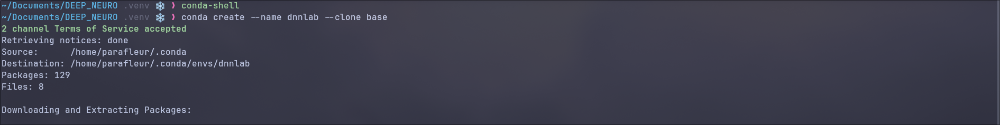 ~/Documents/DEEP_NEURO .venv ❄️ ❱ conda-shell
~/Documents/DEEP_NEURO .venv ❄️ ❱ conda create --name dnnlab --clone base
2 channel Terms of Service accepted
Retrieving notices: done
Source:      /home/parafleur/.conda
Destination: /home/parafleur/.conda/envs/dnnlab
Packages: 129
Files: 8

Downloading and Extracting Packages: